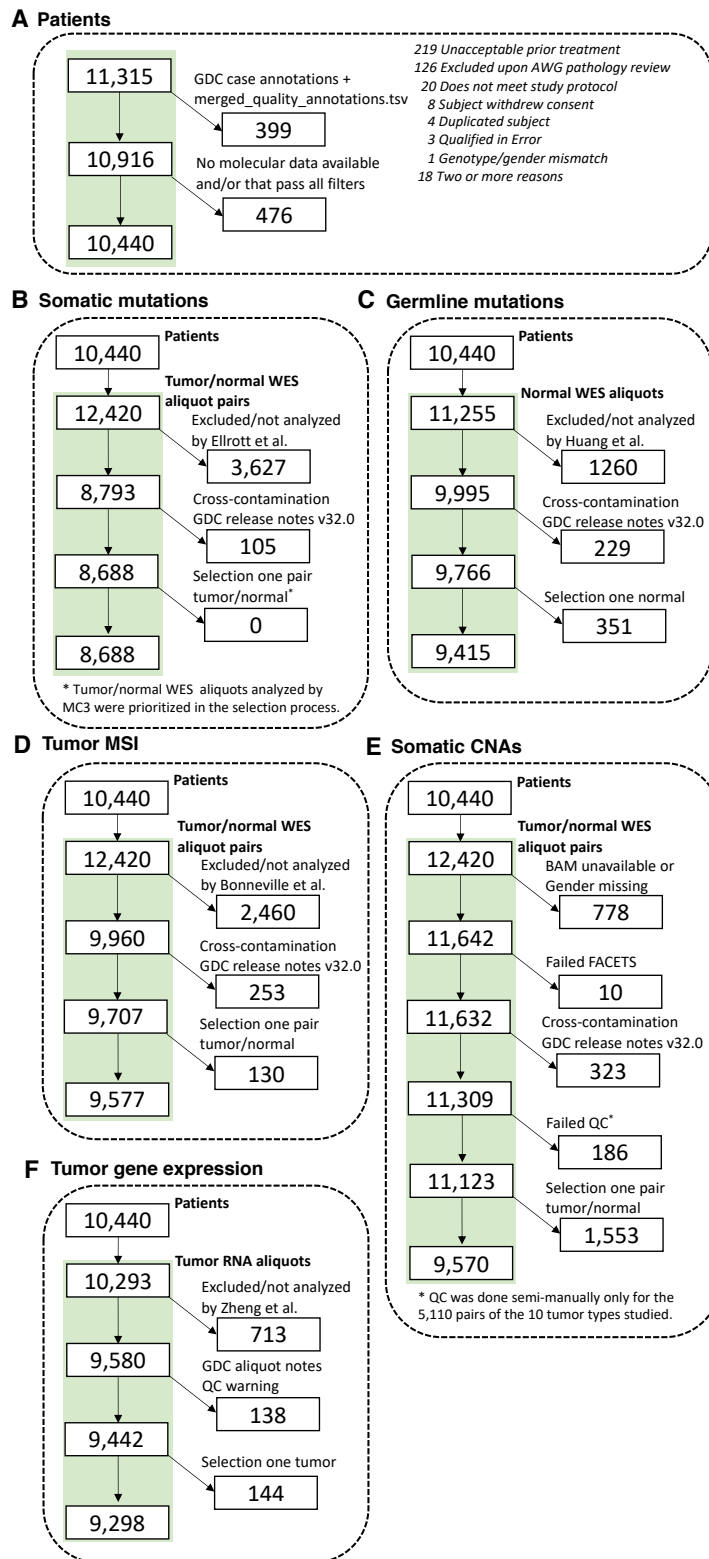 A Patients
11,315
GDC case annotations +
merged_quality_annotations.tsv
399
10,916
No molecular data available
and/or that pass all filters
476
10,440
219 Unacceptable prior treatment
126 Excluded upon AWG pathology review
20 Does not meet study protocol
8 Subject withdrew consent
4 Duplicated subject
3 Qualified in Error
1 Genotype/gender mismatch
18 Two or more reasons
B Somatic mutations
Patients
10,440
Tumor/normal WES
aliquot pairs
12,420
Excluded/not analyzed
by Ellrott et al.
3,627
8,793
Cross-contamination
GDC release notes v32.0
105
8,688
Selection one pair
tumor/normal*
0
8,688
* Tumor/normal WES aliquots analyzed by
MC3 were prioritized in the selection process.
C Germline mutations
Patients
10,440
Normal WES aliquots
11,255
Excluded/not analyzed
by Huang et al.
1260
9,995
Cross-contamination
GDC release notes v32.0
229
9,766
Selection one normal
351
9,415
D Tumor MSI
Patients
10,440
Tumor/normal WES
aliquot pairs
12,420
Excluded/not analyzed
by Bonneville et al.
2,460
9,960
Cross-contamination
GDC release notes v32.0
253
9,707
Selection one pair
tumor/normal
130
9,577
E Somatic CNAs
Patients
10,440
Tumor/normal WES
aliquot pairs
12,420
BAM unavailable or
Gender missing
778
11,642
Failed FACETS
10
11,632
Cross-contamination
GDC release notes v32.0
323
11,309
Failed QC*
186
11,123
Selection one pair
tumor/normal
1,553
9,570
* QC was done semi-manually only for the
5,110 pairs of the 10 tumor types studied.
F Tumor gene expression
Patients
10,440
Tumor RNA aliquots
10,293
Excluded/not analyzed
by Zheng et al.
713
9,580
GDC aliquot notes
QC warning
138
9,442
Selection one tumor
144
9,298